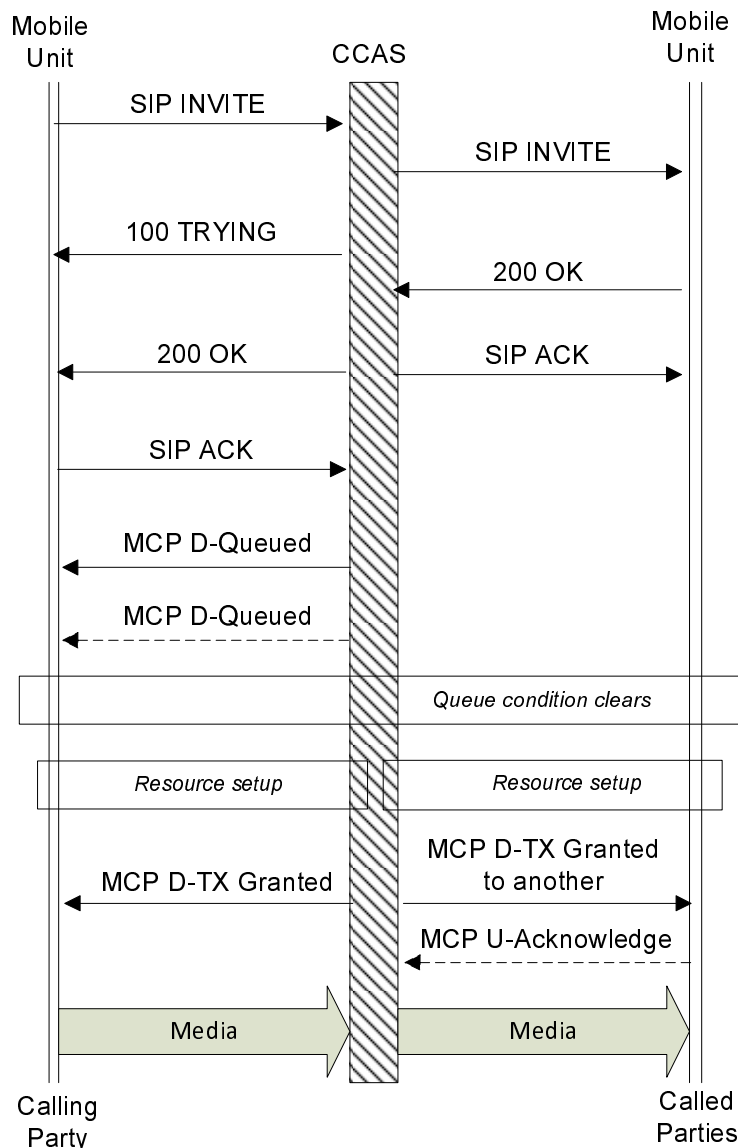 Mobile
Unit
CCAS
Mobile
Unit
SIP INVITE
SIP INVITE
100 TRYING
200 OK
200 OK
SIP ACK
SIP ACK
MCP D-Queued
MCP D-Queued
Queue condition clears
Resource setup
Resource setup
MCP D-TX Granted
MCP D-TX Granted
to another
MCP U-Acknowledge
Media
Media
Calling
Party
Called
Parties